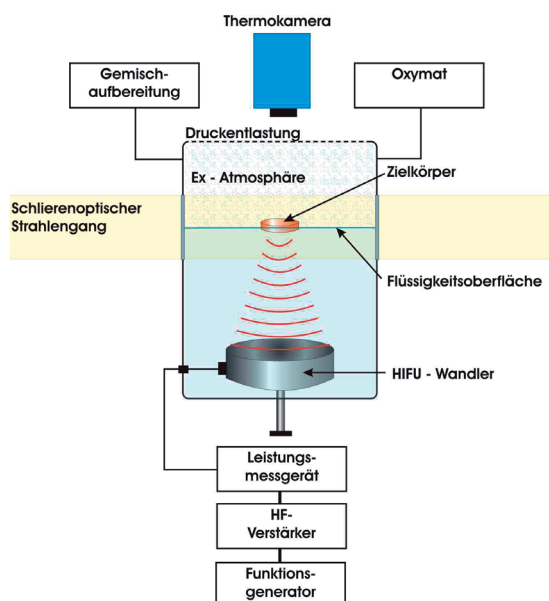 Thermokamera
Gemisch-
aufbereitung
Oxymat
Druckentlastung
Ex - Atmosphäre
Zielkörper
Schlierenoptischer
Strahlengang
Flüssigkeitsoberfläche
HIFU - Wandler
Leistungs-
messgerät
HF-
Verstärker
Funktions-
generator